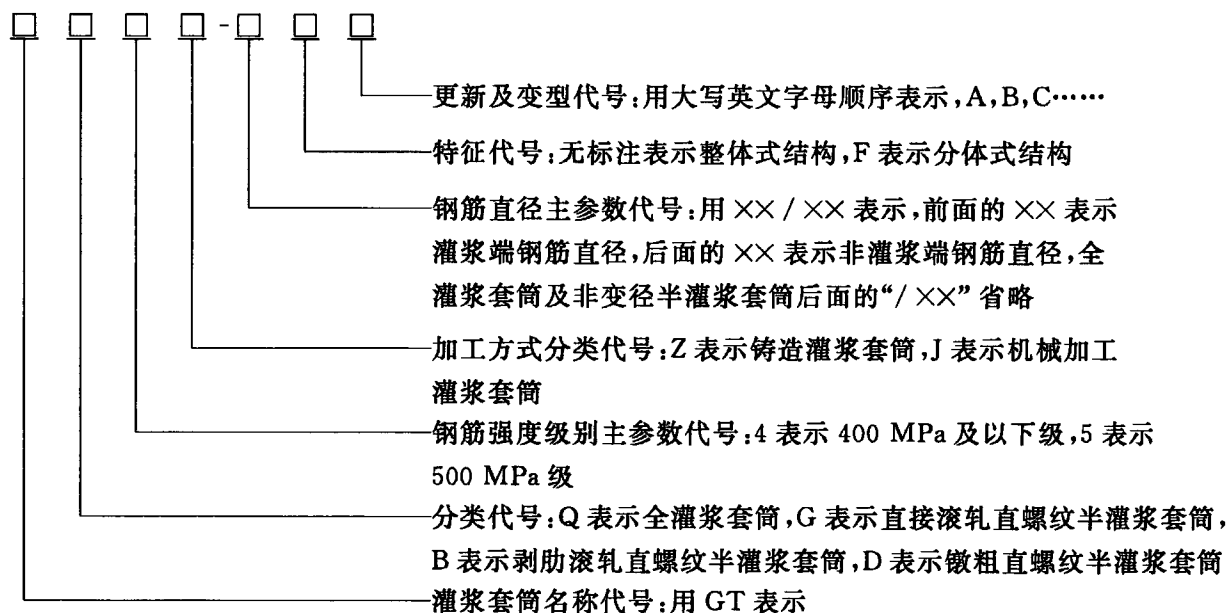 □ □ □ □ - □ □ □
更新及变型代号:用大写英文字母顺序表示,A,B,C……
特征代号:无标注表示整体式结构,F 表示分体式结构
钢筋直径主参数代号:用 ×× / ×× 表示,前面的 ×× 表示
灌浆端钢筋直径,后面的 ×× 表示非灌浆端钢筋直径,全
灌浆套筒及非变径半灌浆套筒后面的“/ ××”省略
加工方式分类代号:Z 表示铸造灌浆套筒,J 表示机械加工
灌浆套筒
钢筋强度级别主参数代号:4 表示 400 MPa 及以下级,5 表示
500 MPa 级
分类代号:Q 表示全灌浆套筒,G 表示直接滚轧直螺纹半灌浆套筒,
B 表示剥肋滚轧直螺纹半灌浆套筒,D 表示镦粗直螺纹半灌浆套筒
灌浆套筒名称代号:用 GT 表示